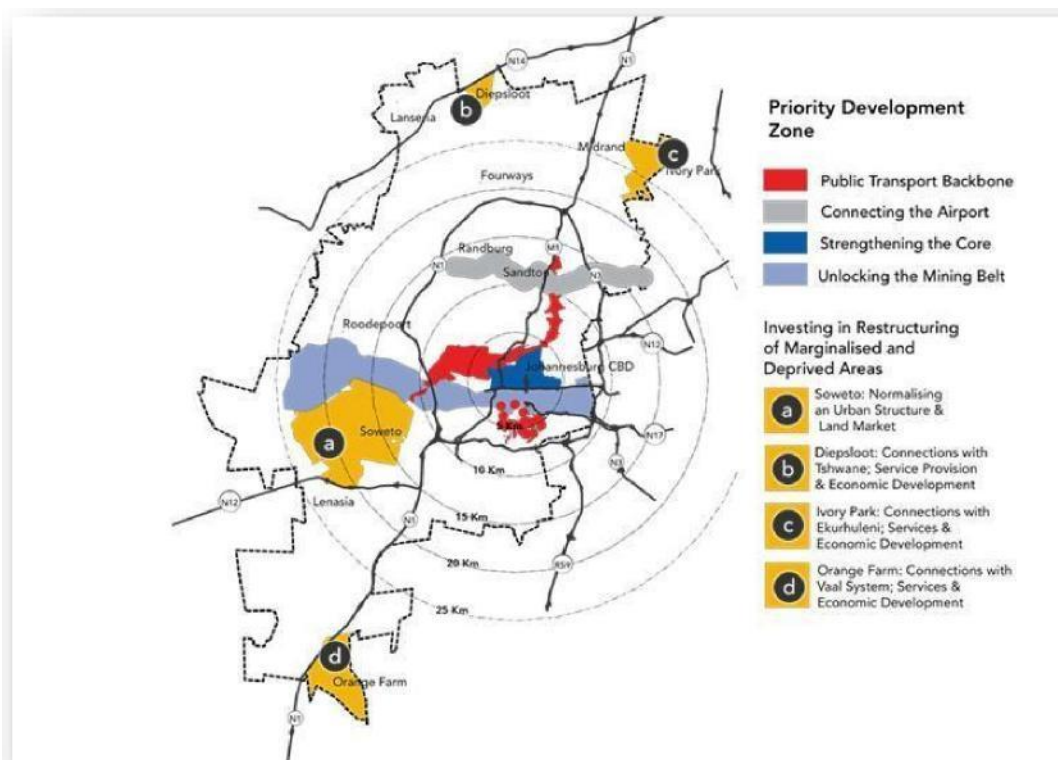 N14
N1
Diepsloot
b
Lanseria
Midrand
c
Ivory Park
Fourways
Randburg
M1
N1
Sandton
N3
Roodepoort
N12
Johannesburg CBD
Soweto
a
5 Km
N17
10 Km
N3
N12
Lenasia
15 Km
N1
20 Km
R59
25 Km
d
Orange Farm
N1
Priority Development
Zone
Public Transport Backbone
Connecting the Airport
Strengthening the Core
Unlocking the Mining Belt
Investing in Restructuring
of Marginalised and
Deprived Areas
a
Soweto: Normalising
an Urban Structure &
Land Market
b
Diepsloot: Connections with
Tshwane; Service Provision
& Economic Development
c
Ivory Park: Connections with
Ekurhuleni; Services &
Economic Development
d
Orange Farm: Connections with
Vaal System; Services &
Economic Development